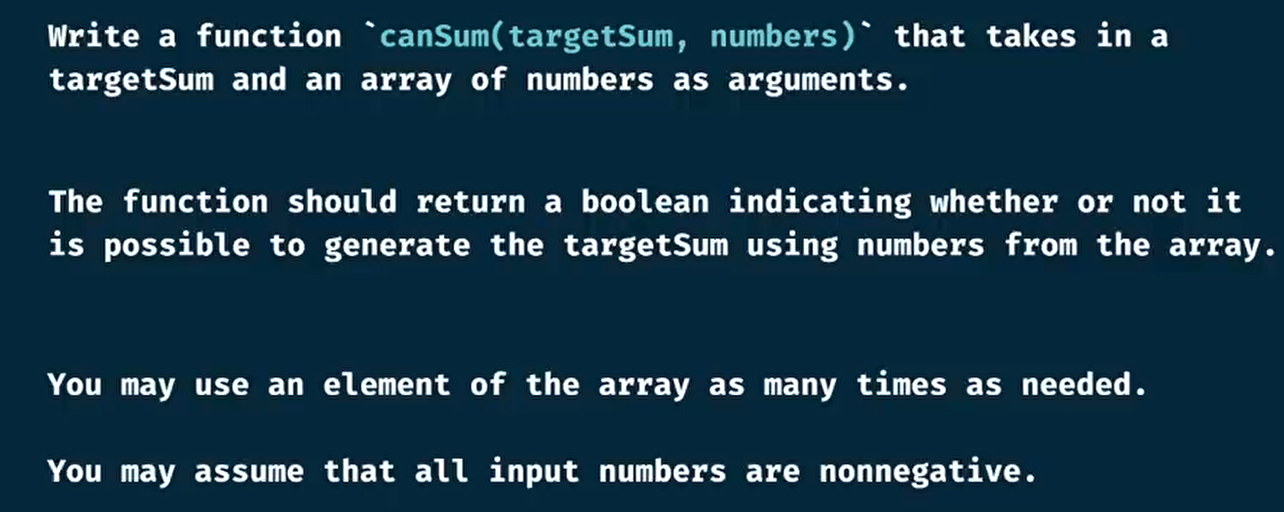 Write a function `canSum(targetSum, numbers)` that takes in a
targetSum and an array of numbers as arguments.
The function should return a boolean indicating whether or not it
is possible to generate the targetSum using numbers from the array.
You may use an element of the array as many times as needed.
You may assume that all input numbers are nonnegative.